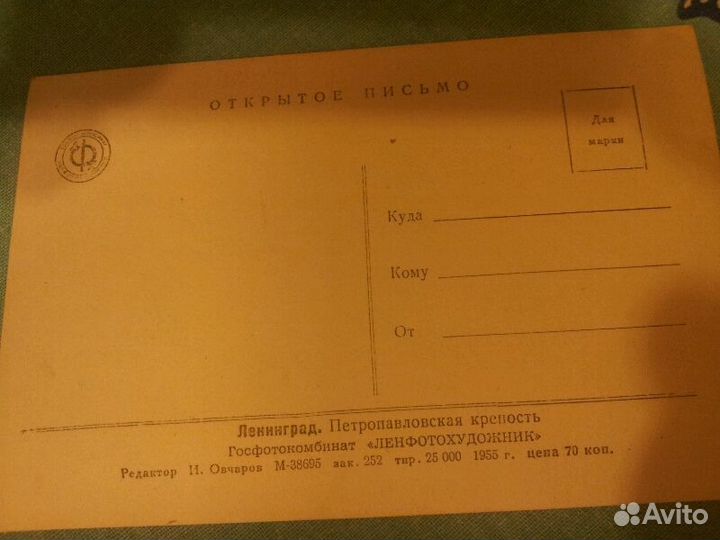 ОТКРЫТОЕ ПИСЬМО
Для
марки
Куда
Кому
От
Ленинград. Петропавловская крепость
Госфотокомбинат «ЛЕНФОТОХУДОЖНИК»
Редактор И. Овчаров М-38695 зак. 252 тир. 25 000 1955 г. цена 70 коп.
Avito